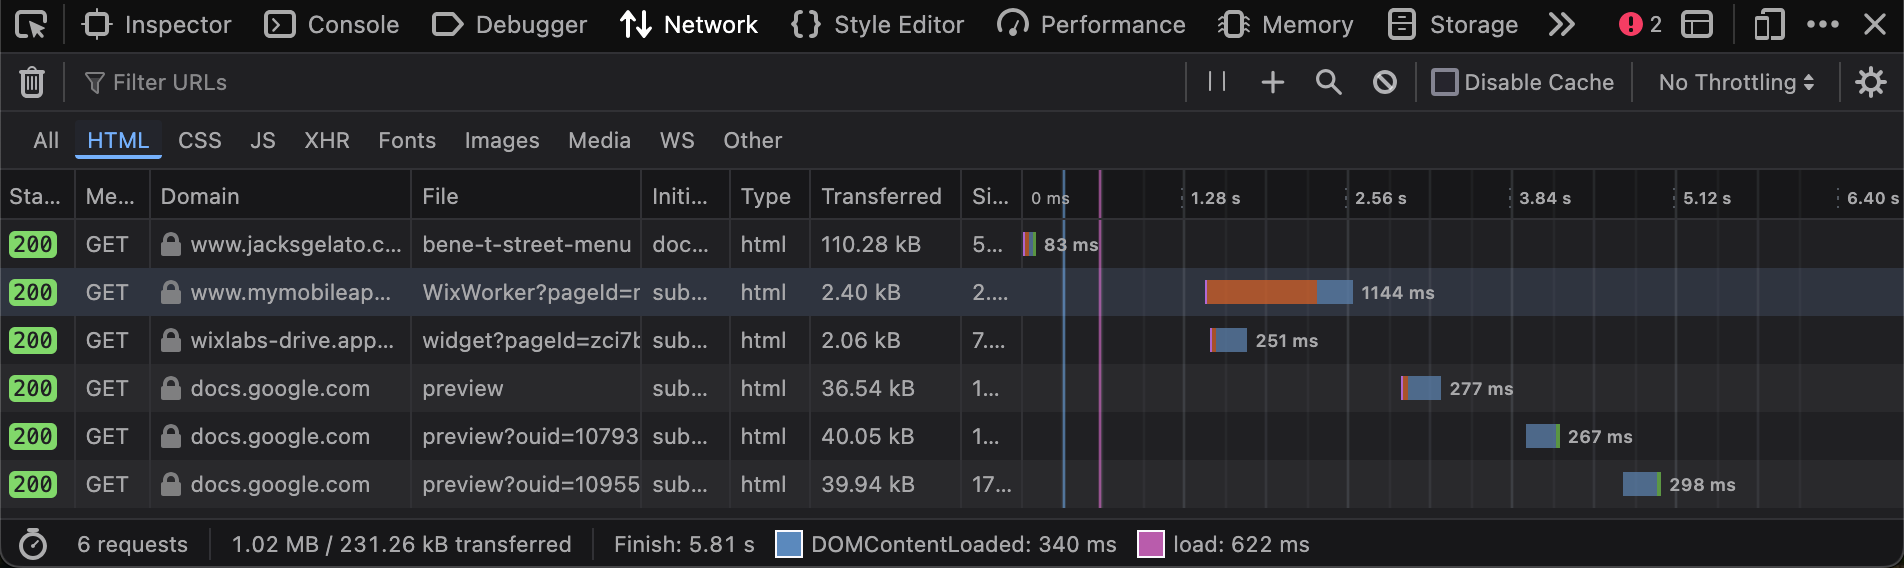 Inspector Console Debugger Network Style Editor Performance Memory Storage 2
Filter URLs Disable Cache No Throttling
All HTML CSS JS XHR Fonts Images Media WS Other
Sta... Me... Domain File Initi... Type Transferred Si... 0 ms 1.28 s 2.56 s 3.84 s 5.12 s 6.40 s
200 GET www.jacksgelato.c... bene-t-street-menu doc... html 110.28 kB 5... 83 ms
200 GET www.mymobileap... WixWorker?pageId=r sub... html 2.40 kB 2.... 1144 ms
200 GET wixlabs-drive.app... widget?pageId=zci7b sub... html 2.06 kB 7.... 251 ms
200 GET docs.google.com preview sub... html 36.54 kB 1... 277 ms
200 GET docs.google.com preview?ouid=10793 sub... html 40.05 kB 1... 267 ms
200 GET docs.google.com preview?ouid=10955 sub... html 39.94 kB 17... 298 ms
6 requests 1.02 MB / 231.26 kB transferred Finish: 5.81 s DOMContentLoaded: 340 ms load: 622 ms